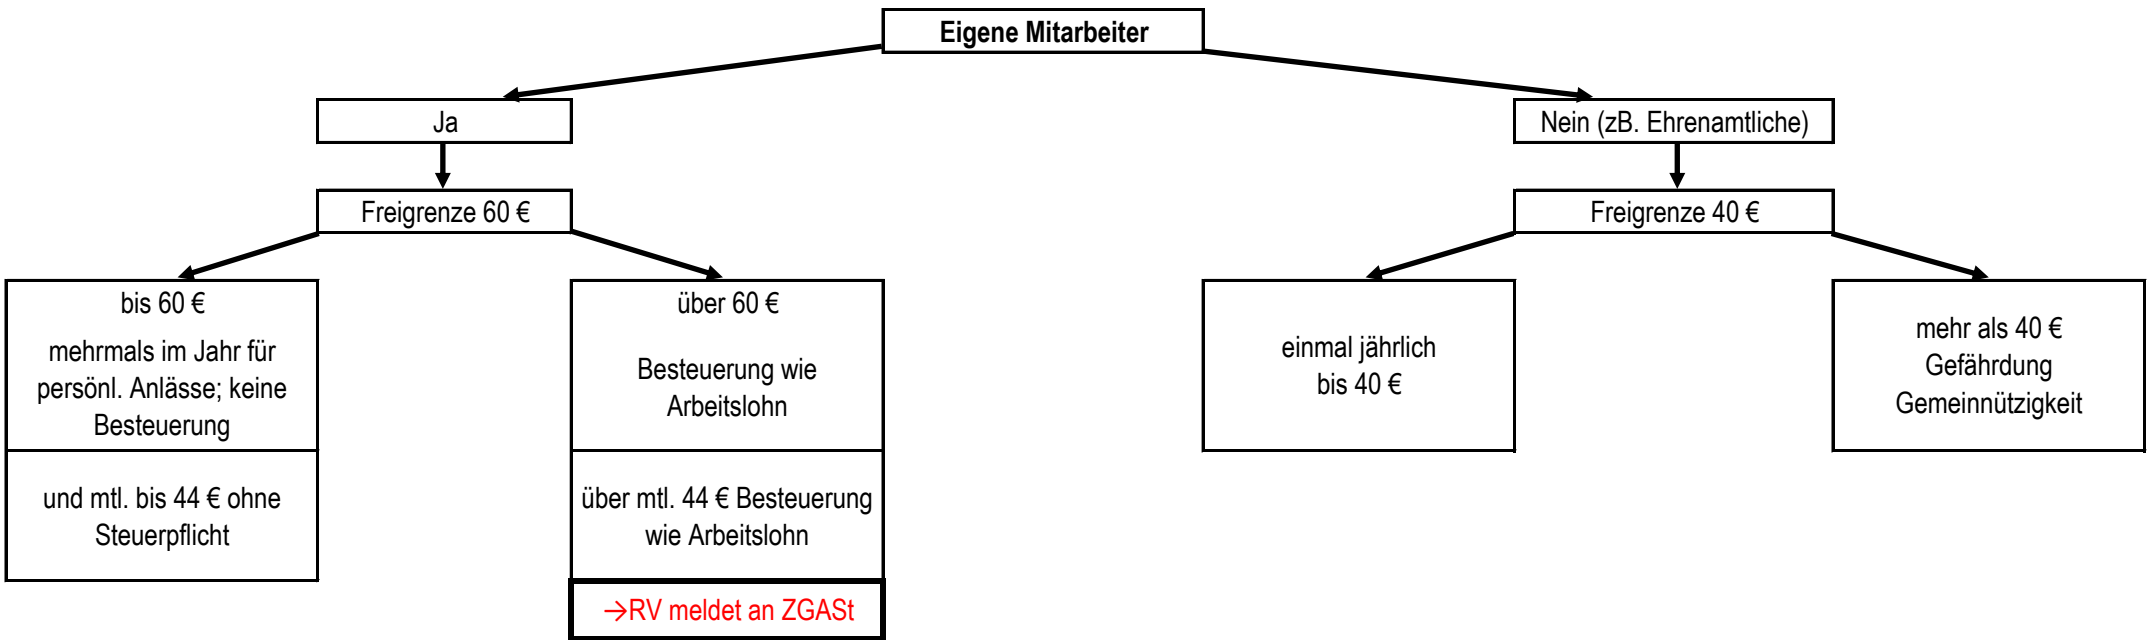 Eigene Mitarbeiter
Ja
Nein (zB. Ehrenamtliche)
Freigrenze 60 €
Freigrenze 40 €
bis 60 €
mehrmals im Jahr für
persönl. Anlässe; keine
Besteuerung
über 60 €
Besteuerung wie
Arbeitslohn
einmal jährlich
bis 40 €
mehr als 40 €
Gefährdung
Gemeinnützigkeit
und mtl. bis 44 € ohne
Steuerpflicht
über mtl. 44 € Besteuerung
wie Arbeitslohn
→RV meldet an ZGASt